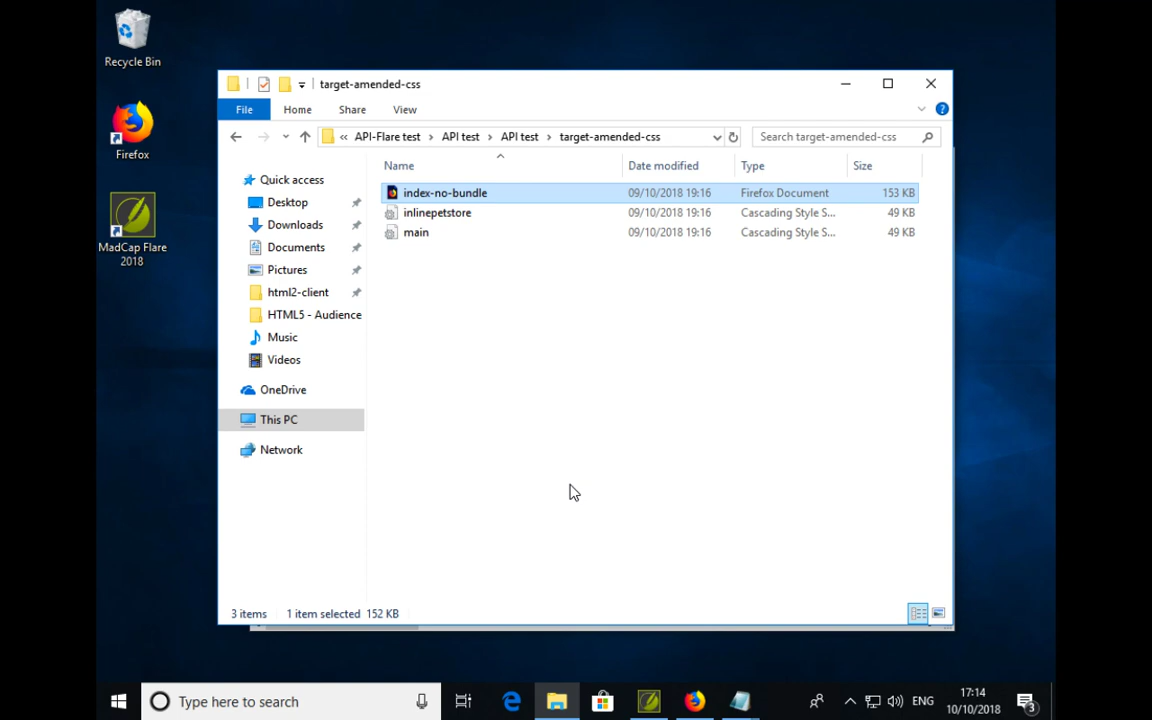 Recycle Bin
Firefox
MadCap Flare
2018
target-amended-css
File Home Share View
« API-Flare test › API test › API test › target-amended-css
Search target-amended-css
Name Date modified Type Size
index-no-bundle 09/10/2018 19:16 Firefox Document 153 KB
inlinepetstore 09/10/2018 19:16 Cascading Style S... 49 KB
main 09/10/2018 19:16 Cascading Style S... 49 KB
Quick access
Desktop
Downloads
Documents
Pictures
html2-client
HTML5 - Audience
Music
Videos
OneDrive
This PC
Network
3 items 1 item selected 152 KB
Type here to search
ENG
17:14
10/10/2018
3